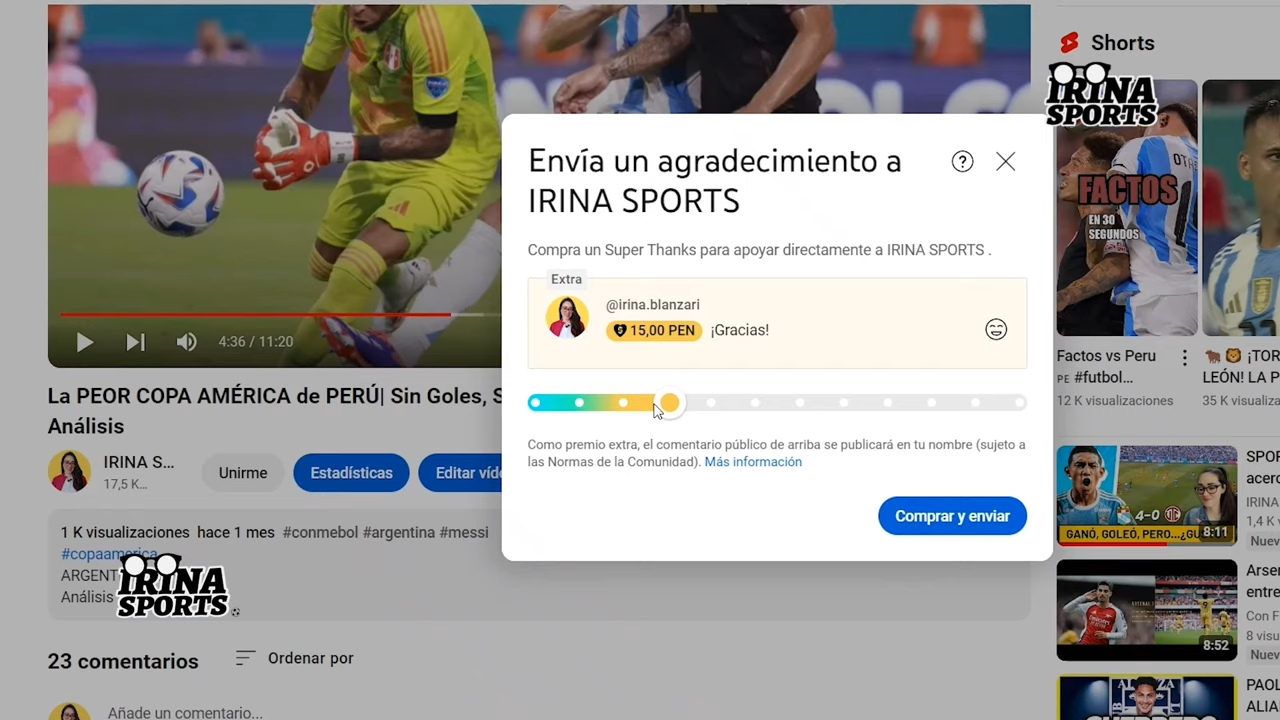 Shorts
IRINA
SPORTS
Envía un agradecimiento a
IRINA SPORTS
Compra un Super Thanks para apoyar directamente a IRINA SPORTS .
Extra
@irina.blanzari
15,00 PEN ¡Gracias!
Como premio extra, el comentario público de arriba se publicará en tu nombre (sujeto a
las Normas de la Comunidad). Más información
Comprar y enviar
4:36 / 11:20
La PEOR COPA AMÉRICA de PERÚ| Sin Goles, S
Análisis
IRINA S...
17,5 K...
Unirme
Estadísticas
Editar víde
1 K visualizaciones hace 1 mes #conmebol #argentina #messi
#copaamerica
ARGENT
Análisis
IRINA
SPORTS
23 comentarios
Ordenar por
Añade un comentario...
FACTOS
EN 30
SEGUNDOS
Factos vs Peru
PE #futbol...
12 K visualizaciones
¡TOR
LEÓN! LA P
35 K visualiza
4-0
GANÓ, GOLEÓ, PERO...¿GUS
8:11
SPOR
acerc
IRINA
1,4 K
Nuev
8:52
Arsen
entre
Con F
8 visu
Nuev
PAOL
ALIA